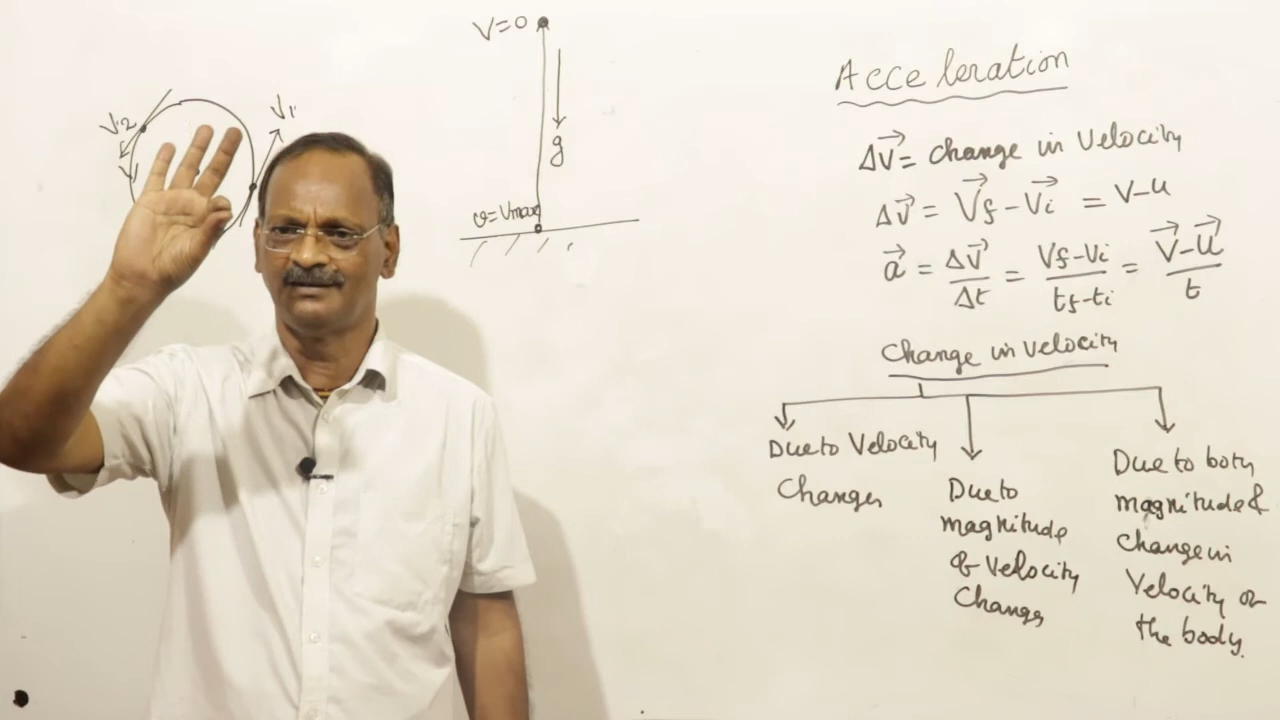 V=0
g
v=Vmax
V2
V1
Acceleration
ΔV⃗ = change in velocity
ΔV⃗ = V⃗f - V⃗i = V-u
a⃗ = ΔV⃗/Δt = Vf-Vi/tf-ti = V⃗-u⃗/t
Change in velocity
Due to Velocity
Changes
Due to
magnitude
of velocity
Changes
Due to both
magnitude &
Change in
Velocity of
the body.